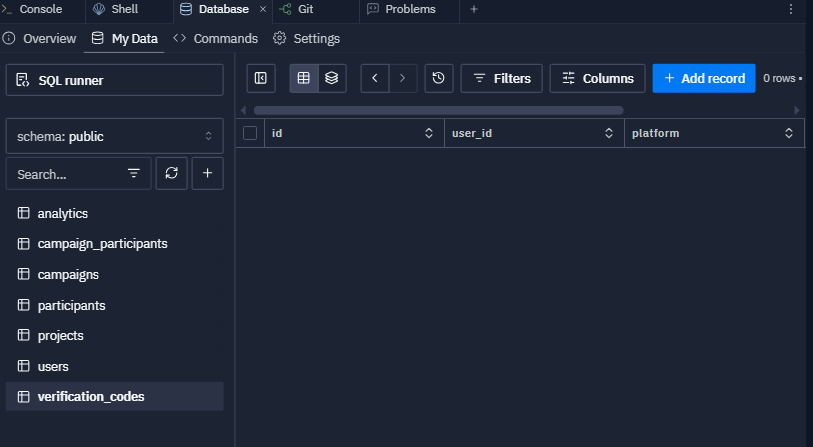 Console Shell Database Git Problems
Overview My Data Commands Settings
SQL runner
Filters Columns Add record 0 rows •
schema: public
id user_id platform
Search...
analytics
campaign_participants
campaigns
participants
projects
users
verification_codes